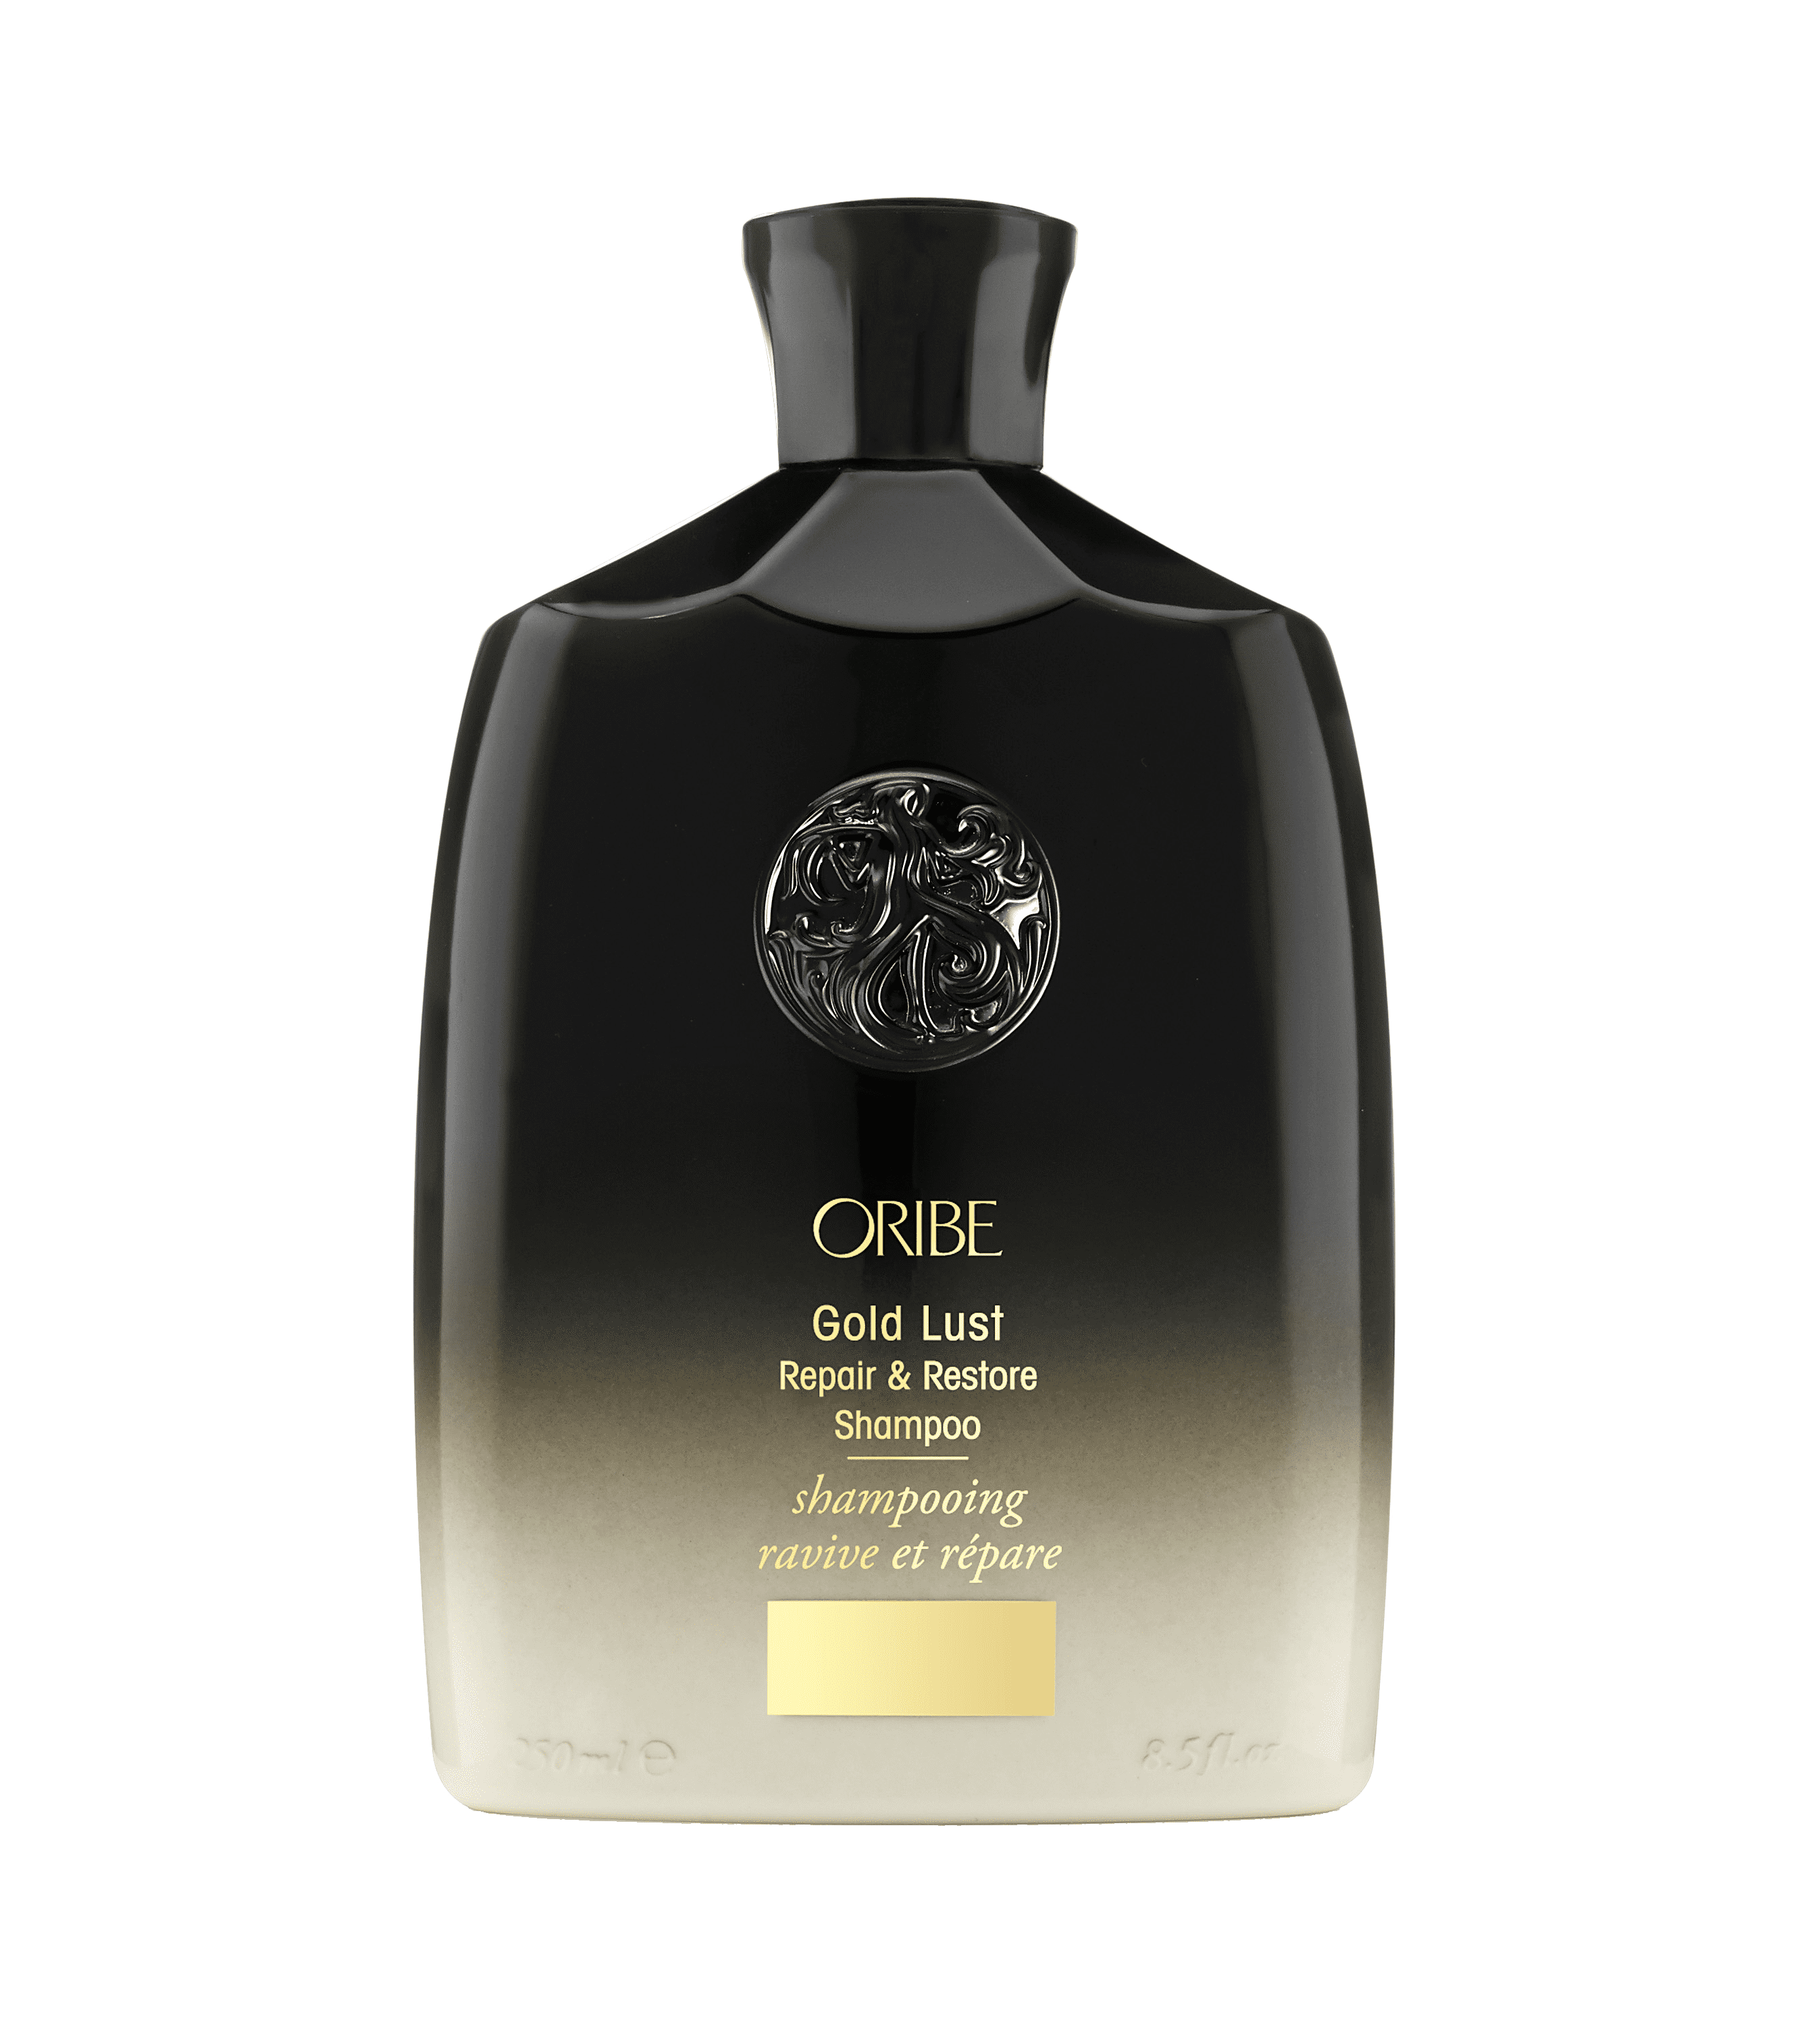 ORIBE
Gold Lust
Repair & Restore
Shampoo
shampooing
ravive et répare
250 ml ℮ 8.5 fl.oz